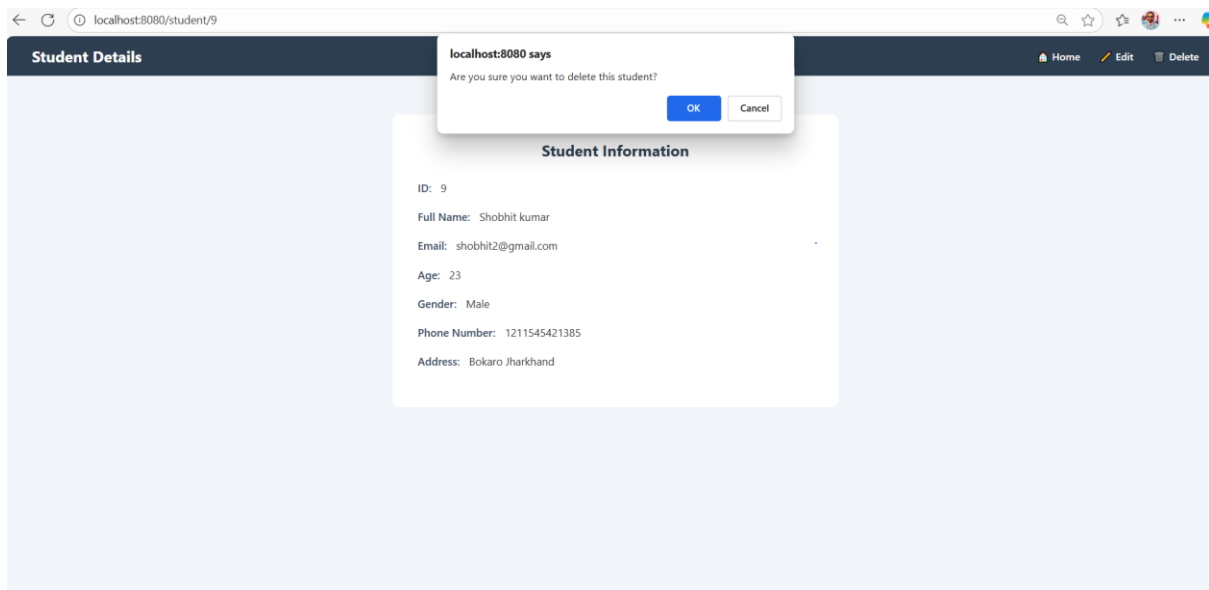 localhost:8080/student/9
Student Details
localhost:8080 says
Are you sure you want to delete this student?
OK Cancel
Home Edit Delete
Student Information
ID: 9
Full Name: Shobhit kumar
Email: shobhit2@gmail.com
Age: 23
Gender: Male
Phone Number: 1211545421385
Address: Bokaro Jharkhand